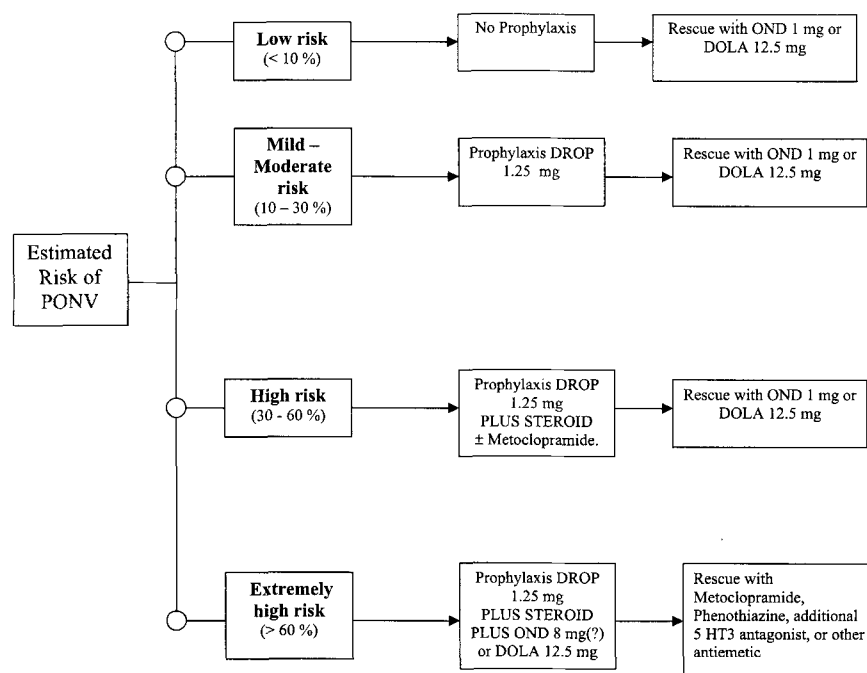 Estimated
Risk of
PONV
Low risk
(< 10 %)
No Prophylaxis
Rescue with OND 1 mg or
DOLA 12.5 mg
Mild –
Moderate
risk
(10 – 30 %)
Prophylaxis DROP
1.25 mg
Rescue with OND 1 mg or
DOLA 12.5 mg
High risk
(30 - 60 %)
Prophylaxis DROP
1.25 mg
PLUS STEROID
± Metoclopramide.
Rescue with OND 1 mg or
DOLA 12.5 mg
Extremely
high risk
(> 60 %)
Prophylaxis DROP
1.25 mg
PLUS STEROID
PLUS OND 8 mg(?)
or DOLA 12.5 mg
Rescue with
Metoclopramide,
Phenothiazine, additional
5 HT3 antagonist, or other
antiemetic